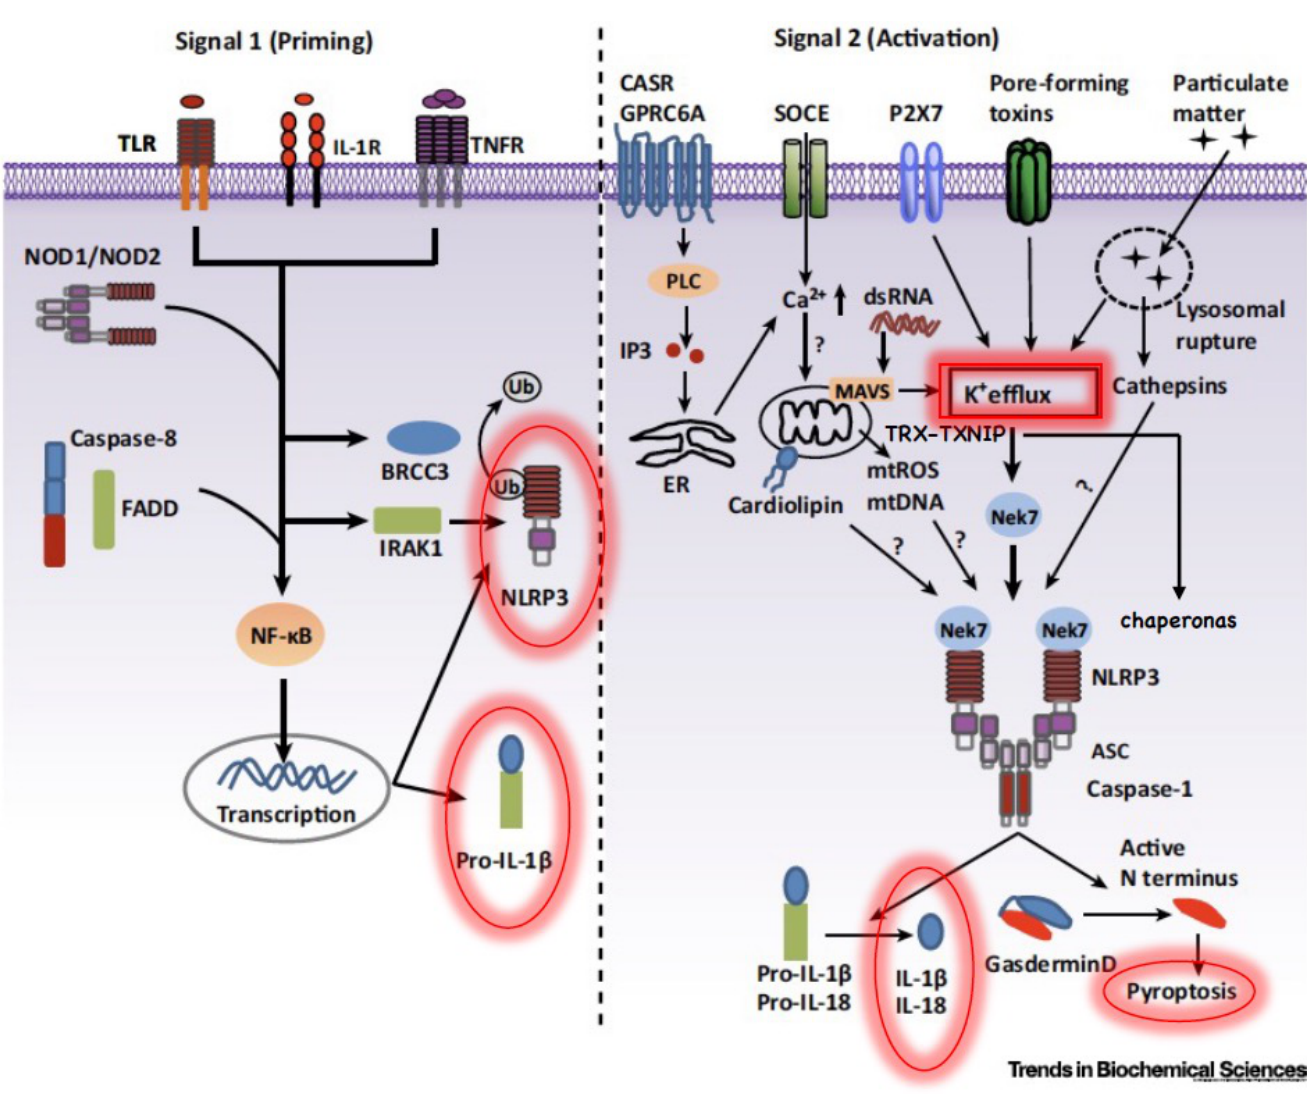 Signal 1 (Priming)
TLR
IL-1R
TNFR
NOD1/NOD2
Caspase-8
FADD
Ub
BRCC3
Ub
IRAK1
NLRP3
NF-κB
Transcription
Pro-IL-1β
Signal 2 (Activation)
CASR
GPRC6A
SOCE
P2X7
Pore-forming
toxins
Particulate
matter
PLC
IP3
ER
Ca²⁺
?
dsRNA
MAVS
K⁺efflux
Lysosomal
rupture
Cathepsins
TRX-TXNIP
mtROS
mtDNA
Cardiolipin
?
?
?
Nek7
Nek7
Nek7
chaperonas
NLRP3
ASC
Caspase-1
Active
N terminus
Pro-IL-1β
Pro-IL-18
IL-1β
IL-18
GasderminD
Pyroptosis
Trends in Biochemical Sciences